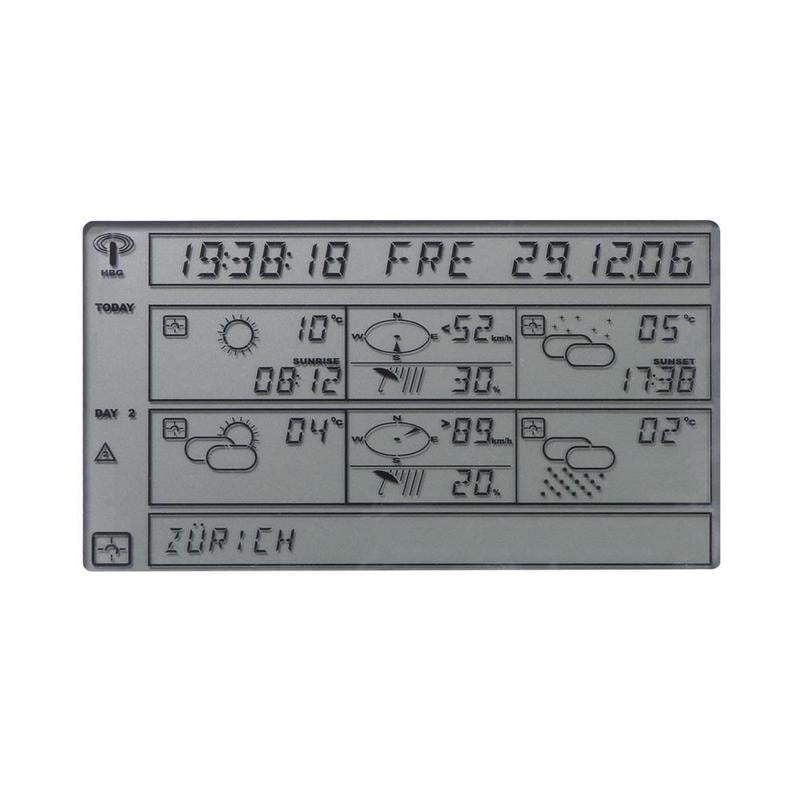 19:38:18 FRE 29.12.06
HBG
TODAY
10°C
SUNRISE
08:12
N
W E
S
<52 km/h
30%
05°C
SUNSET
17:38
DAY 2
2
04°C
N
W E
S
>89 km/h
20%
02°C
ZÜRICH